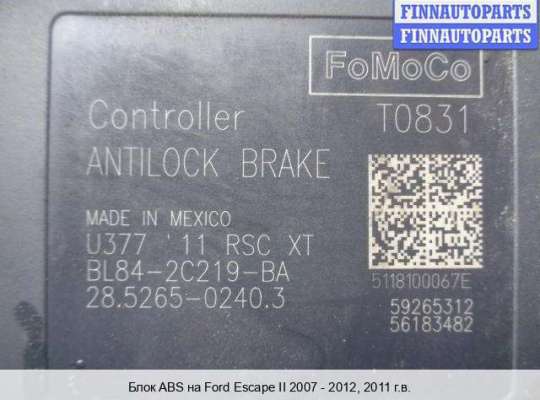 FINNAUTOPARTS
FINNAUTOPARTS
FoMoCo
Controller T0831
ANTILOCK BRAKE
MADE IN MEXICO
U377 '11 RSC XT
BL84-2C219-BA
28.5265-0240.3
5118100067E
59265312
56183482
Блок ABS на Ford Escape II 2007 - 2012, 2011 г.в.